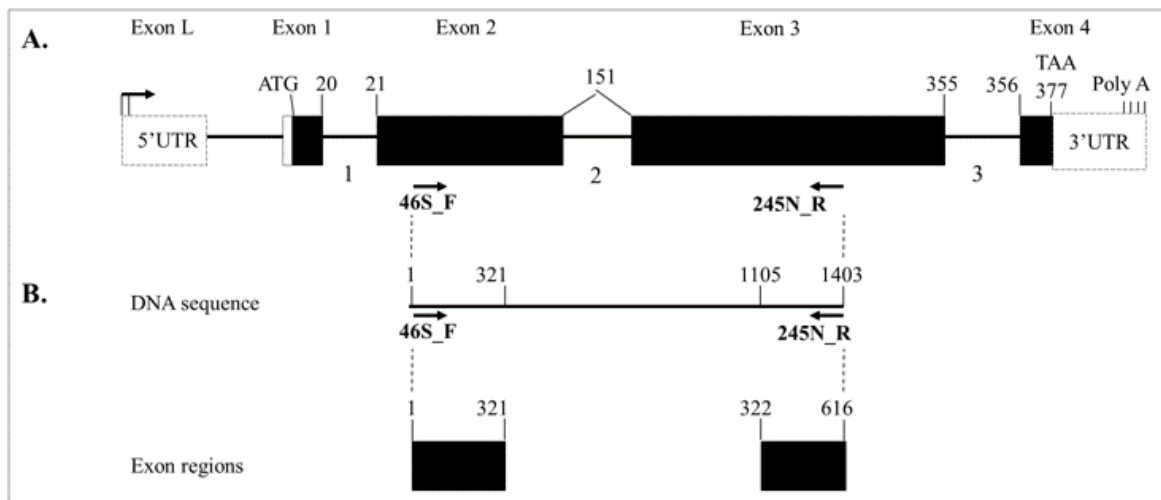 A.
Exon L Exon 1 Exon 2 Exon 3 Exon 4
ATG 20 21 151 355 356 TAA
377 Poly A
5'UTR 3'UTR
1 2 3
46S_F 245N_R
B.
1 321 1105 1403
DNA sequence
46S_F 245N_R
1 321 322 616
Exon regions